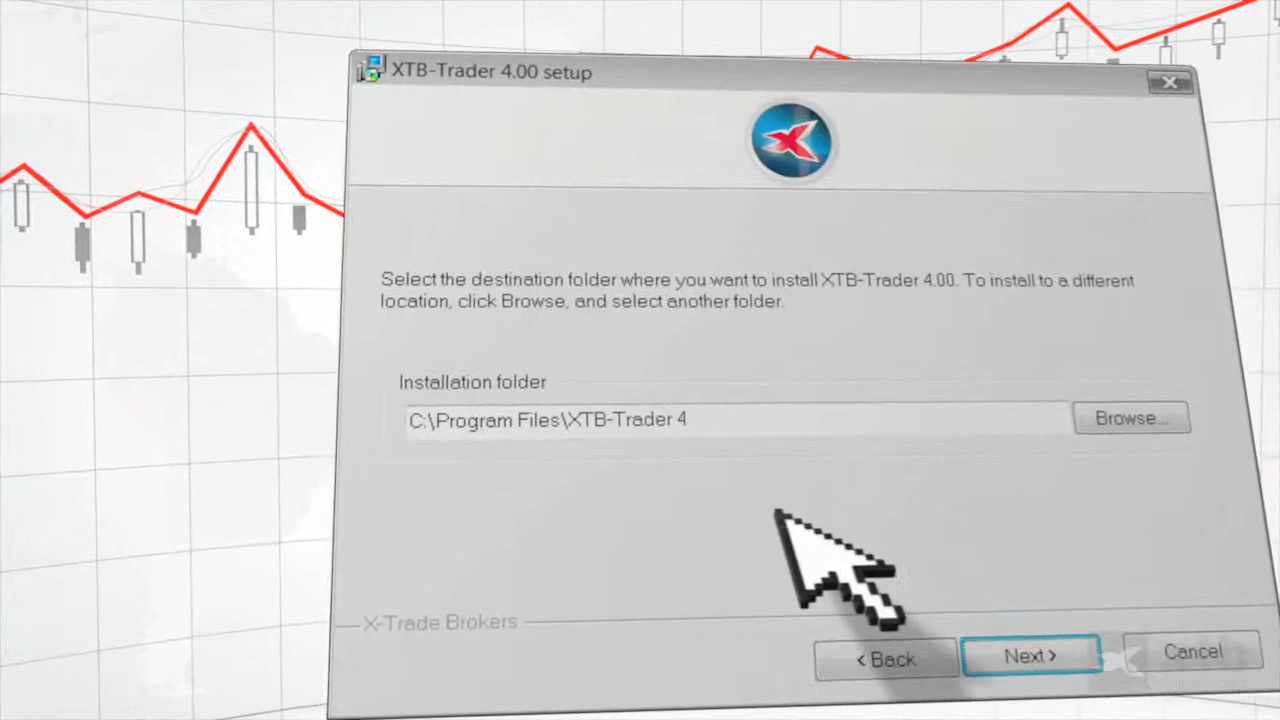 XTB-Trader 4.00 setup
Select the destination folder where you want to install XTB-Trader 4.00. To install to a different
location, click Browse, and select another folder.
Installation folder
C:\Program Files\XTB-Trader 4
Browse...
X-Trade Brokers
< Back
Next >
Cancel